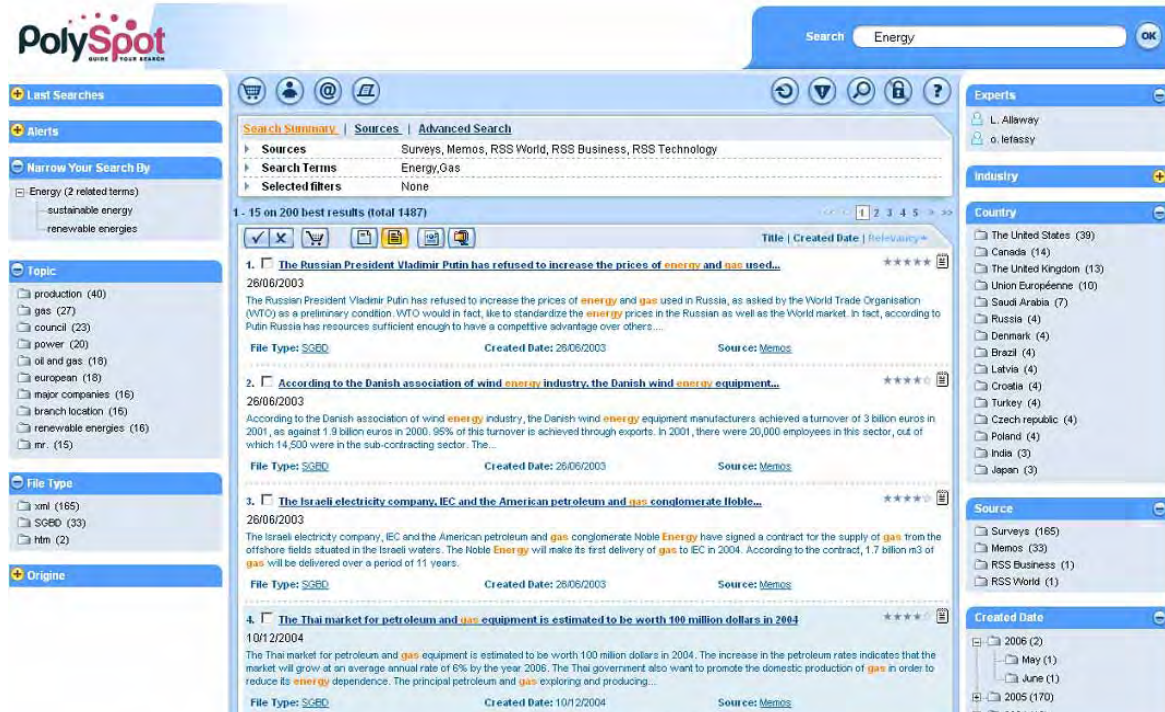 PolySpot
GUIDE YOUR SEARCH
Search Energy OK
Last Searches
Alerts
Narrow Your Search By
Energy (2 related terms)
sustainable energy
renewable energies
Topic
production (40)
gas (27)
council (23)
power (20)
oil and gas (18)
european (18)
major companies (16)
branch location (16)
renewable energies (16)
mr. (15)
File Type
xml (165)
SGBD (33)
htm (2)
Origine
Search Summary | Sources | Advanced Search
Sources Surveys, Memos, RSS World, RSS Business, RSS Technology
Search Terms Energy,Gas
Selected filters None
1 - 15 on 200 best results (total 1487) 1 2 3 4 5 > >>
Title | Created Date | Relevancy
1. The Russian President Vladimir Putin has refused to increase the prices of energy and gas used...
26/06/2003
The Russian President Vladimir Putin has refused to increase the prices of energy and gas used in Russia, as asked by the World Trade Organisation
(WTO) as a preliminary condition. WTO would in fact, like to standardize the energy prices in the Russian as well as the World market. In fact, according to
Putin Russia has resources sufficient enough to have a competitive advantage over others....
File Type: SGBD Created Date: 26/06/2003 Source: Memos
2. According to the Danish association of wind energy industry, the Danish wind energy equipment...
26/06/2003
According to the Danish association of wind energy industry, the Danish wind energy equipment manufacturers achieved a turnover of 3 billion euros in
2001, as against 1.9 billion euros in 2000. 95% of this turnover is achieved through exports. In 2001, there were 20,000 employees in this sector, out of
which 14,500 were in the sub-contracting sector. The...
File Type: SGBD Created Date: 26/06/2003 Source: Memos
3. The Israeli electricity company, IEC and the American petroleum and gas conglomerate Noble...
26/06/2003
The Israeli electricity company, IEC and the American petroleum and gas conglomerate Noble Energy have signed a contract for the supply of gas from the
offshore fields situated in the Israeli waters. The Noble Energy will make its first delivery of gas to IEC in 2004. According to the contract, 1.7 billion m3 of
gas will be delivered over a period of 11 years.
File Type: SGBD Created Date: 26/06/2003 Source: Memos
4. The Thai market for petroleum and gas equipment is estimated to be worth 100 million dollars in 2004
10/12/2004
The Thai market for petroleum and gas equipment is estimated to be worth 100 million dollars in 2004. The increase in the petroleum rates indicates that the
market will grow at an average annual rate of 6% by the year 2006. The Thai government also want to promote the domestic production of gas in order to
reduce its energy dependence. The principal petroleum and gas exploring and producing...
File Type: SGBD Created Date: 10/12/2004 Source: Memos
Experts
L. Allaway
o. lefassy
Industry
Country
The United States (39)
Canada (14)
The United Kingdom (13)
Union Européenne (10)
Saudi Arabia (7)
Russia (4)
Denmark (4)
Brazil (4)
Latvia (4)
Croatia (4)
Turkey (4)
Czech republic (4)
Poland (4)
India (3)
Japan (3)
Source
Surveys (165)
Memos (33)
RSS Business (1)
RSS World (1)
Created Date
2006 (2)
May (1)
June (1)
2005 (170)